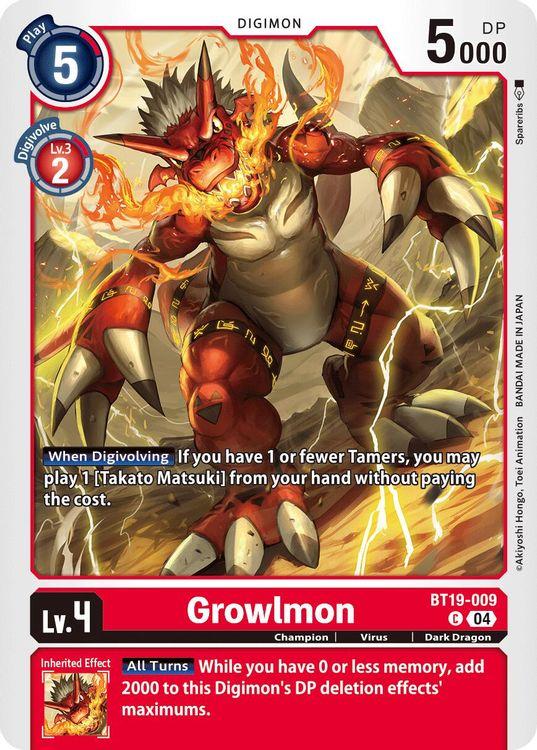 DIGIMON
Play
5
DP
5000
Digivolve
Lv.3
2
Spareribs
©Akiyoshi Hongo, Toei Animation BANDAI MADE IN JAPAN
When Digivolving If you have 1 or fewer Tamers, you may
play 1 [Takato Matsuki] from your hand without paying
the cost.
Lv.4
Growlmon
BT19-009
C 04
Champion | Virus | Dark Dragon
Inherited Effect
All Turns While you have 0 or less memory, add
2000 to this Digimon's DP deletion effects'
maximums.